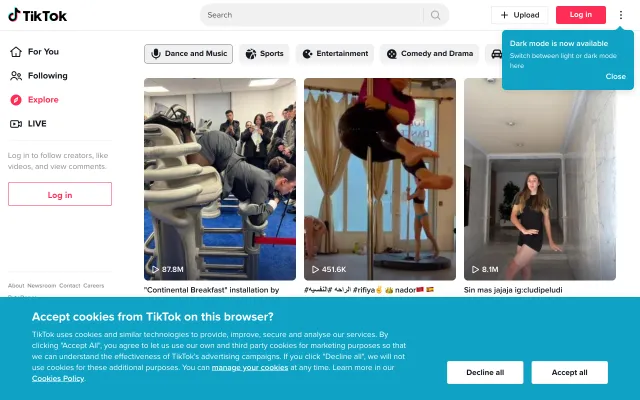 TikTok
Search
Upload
Log in
For You
Following
Explore
LIVE
Log in to follow creators, like
videos, and view comments.
Log in
About Newsroom Contact Careers
Dance and Music
Sports
Entertainment
Comedy and Drama
Dark mode is now available
Switch between light or dark mode
here
Close
87.8M
451.6K
8.1M
"Continental Breakfast" installation by
#الراحه #النفسيه #rifiya✌️👑 nador🇲🇦 🇪🇸
Sin mas jajaja ig:cludipeludi
Accept cookies from TikTok on this browser?
TikTok uses cookies and similar technologies to provide, improve, secure and analyse our services. By
clicking "Accept All", you agree to let us use our own and third party cookies for marketing purposes so that
we can understand the effectiveness of TikTok's advertising campaigns. If you click "Decline all", we will not
use cookies for these additional purposes. You can manage your cookies at any time. Learn more in our
Cookies Policy.
Decline all
Accept all